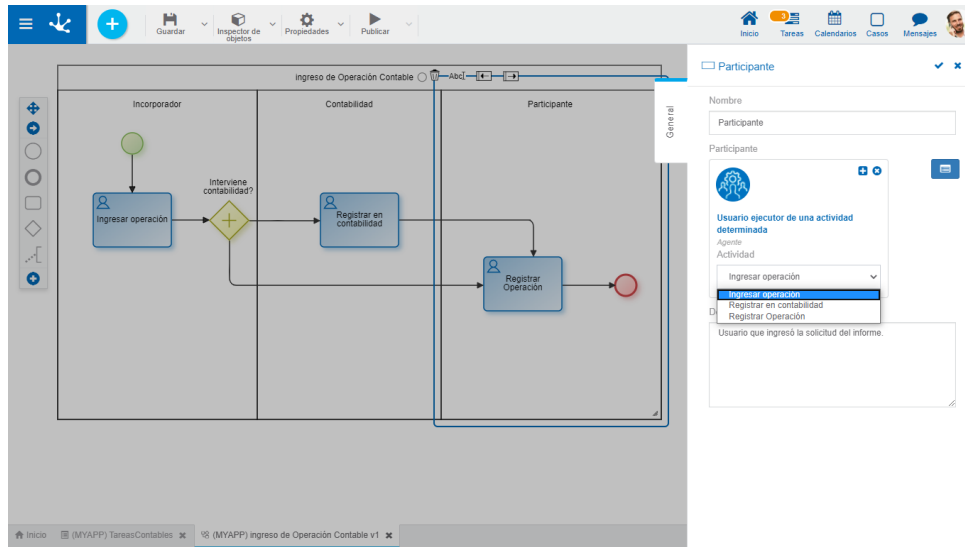 Guardar
Inspector de
objetos
Propiedades
Publicar
Inicio
3
Tareas
Calendarios
Casos
Mensajes
ingreso de Operación Contable
Abc
Incorporador
Contabilidad
Participante
Ingresar operación
Interviene
contabilidad?
Registrar en
contabilidad
Registrar
Operación
General
Participante
Nombre
Participante
Participante
Usuario ejecutor de una actividad
determinada
Agente
Actividad
Ingresar operación
Ingresar operación
Registrar en contabilidad
Registrar Operación
Usuario que ingresó la solicitud del informe.
Inicio
(MYAPP) TareasContables
(MYAPP) ingreso de Operación Contable v1